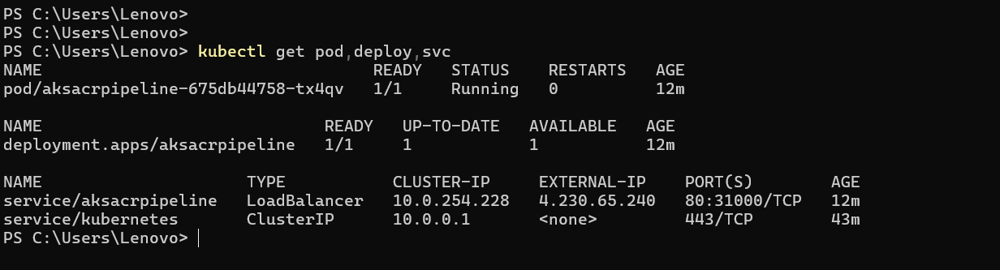 PS C:\Users\Lenovo>
PS C:\Users\Lenovo>
PS C:\Users\Lenovo> kubectl get pod,deploy,svc
NAME                                  READY   STATUS    RESTARTS   AGE
pod/aksacrpipeline-675db44758-tx4qv   1/1     Running   0          12m

NAME                             READY   UP-TO-DATE   AVAILABLE   AGE
deployment.apps/aksacrpipeline   1/1     1            1           12m

NAME                     TYPE           CLUSTER-IP     EXTERNAL-IP    PORT(S)        AGE
service/aksacrpipeline   LoadBalancer   10.0.254.228   4.230.65.240   80:31000/TCP   12m
service/kubernetes       ClusterIP      10.0.0.1       <none>         443/TCP        43m
PS C:\Users\Lenovo>